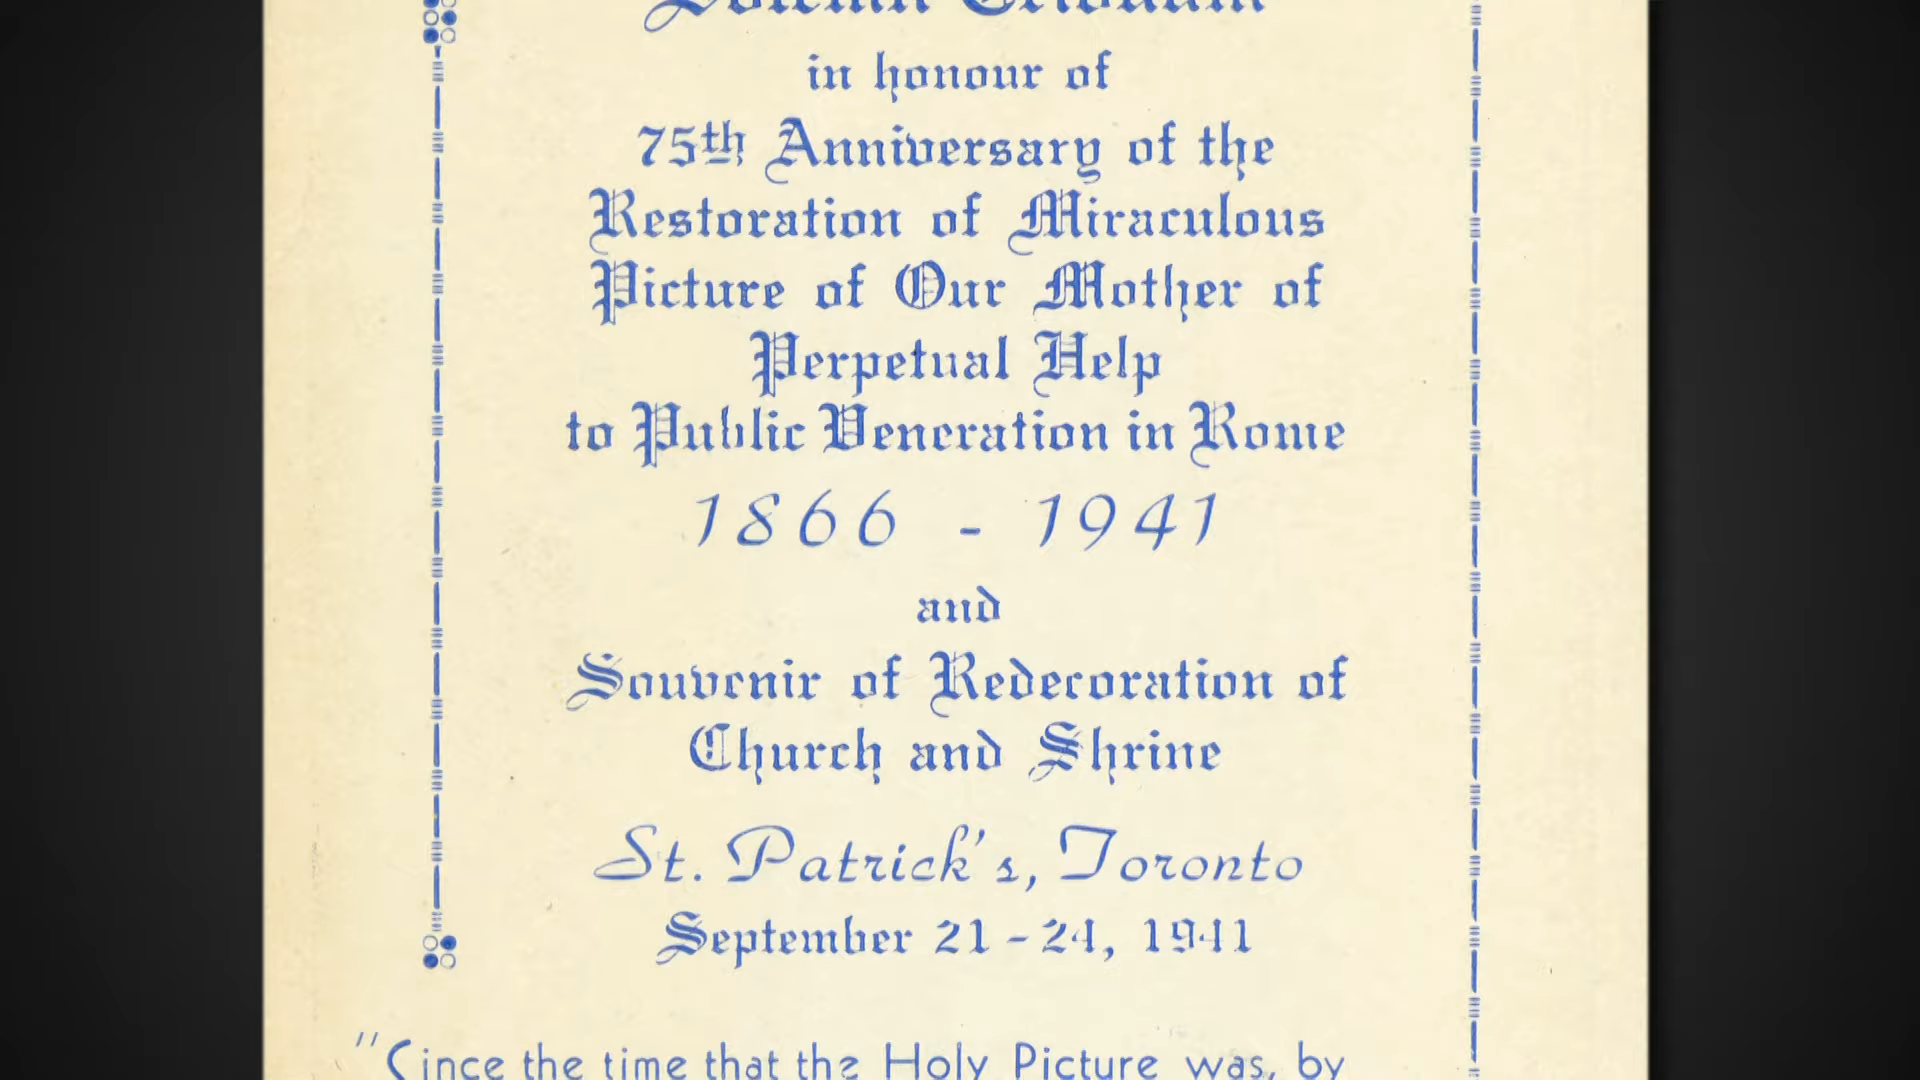 Solemn Triduum
in honour of
75th Anniversary of the
Restoration of Miraculous
Picture of Our Mother of
Perpetual Help
to Public Veneration in Rome
1866 - 1941
and
Souvenir of Redecoration of
Church and Shrine
St. Patrick's, Toronto
September 21 - 24, 1941
"Since the time that the Holy Picture was, by